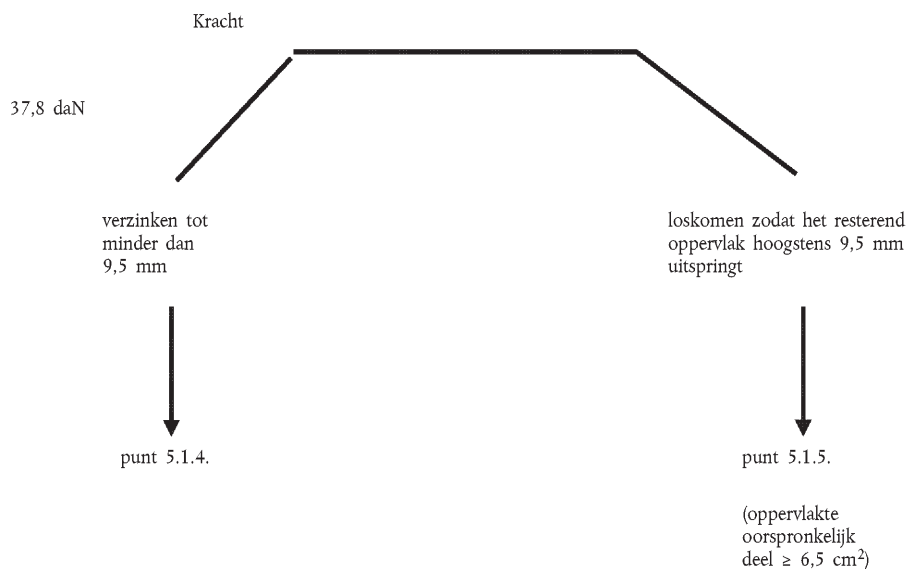 Kracht
37,8 daN
verzinken tot
minder dan
9,5 mm
loskomen zodat het resterend
oppervlak hoogstens 9,5 mm
uitspringt
punt 5.1.4.
punt 5.1.5.
(oppervlakte
oorspronkelijk
deel ≥ 6,5 cm²)